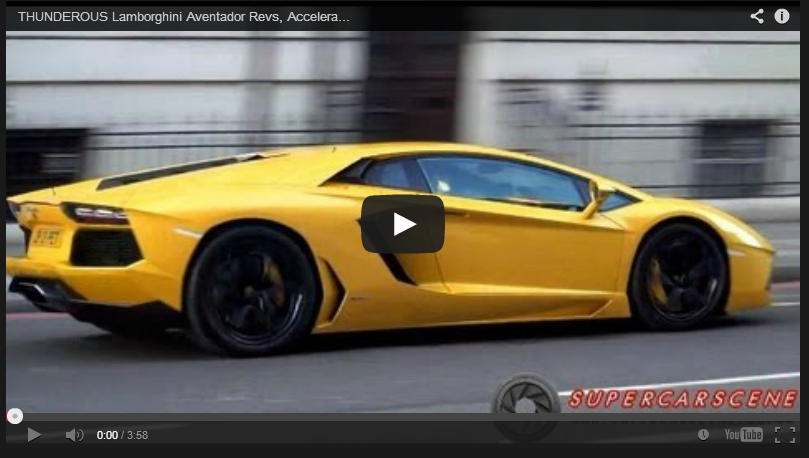 THUNDEROUS Lamborghini Aventador Revs, Accelera...
SUPERCARSCENE
0:00 / 3:58
YouTube